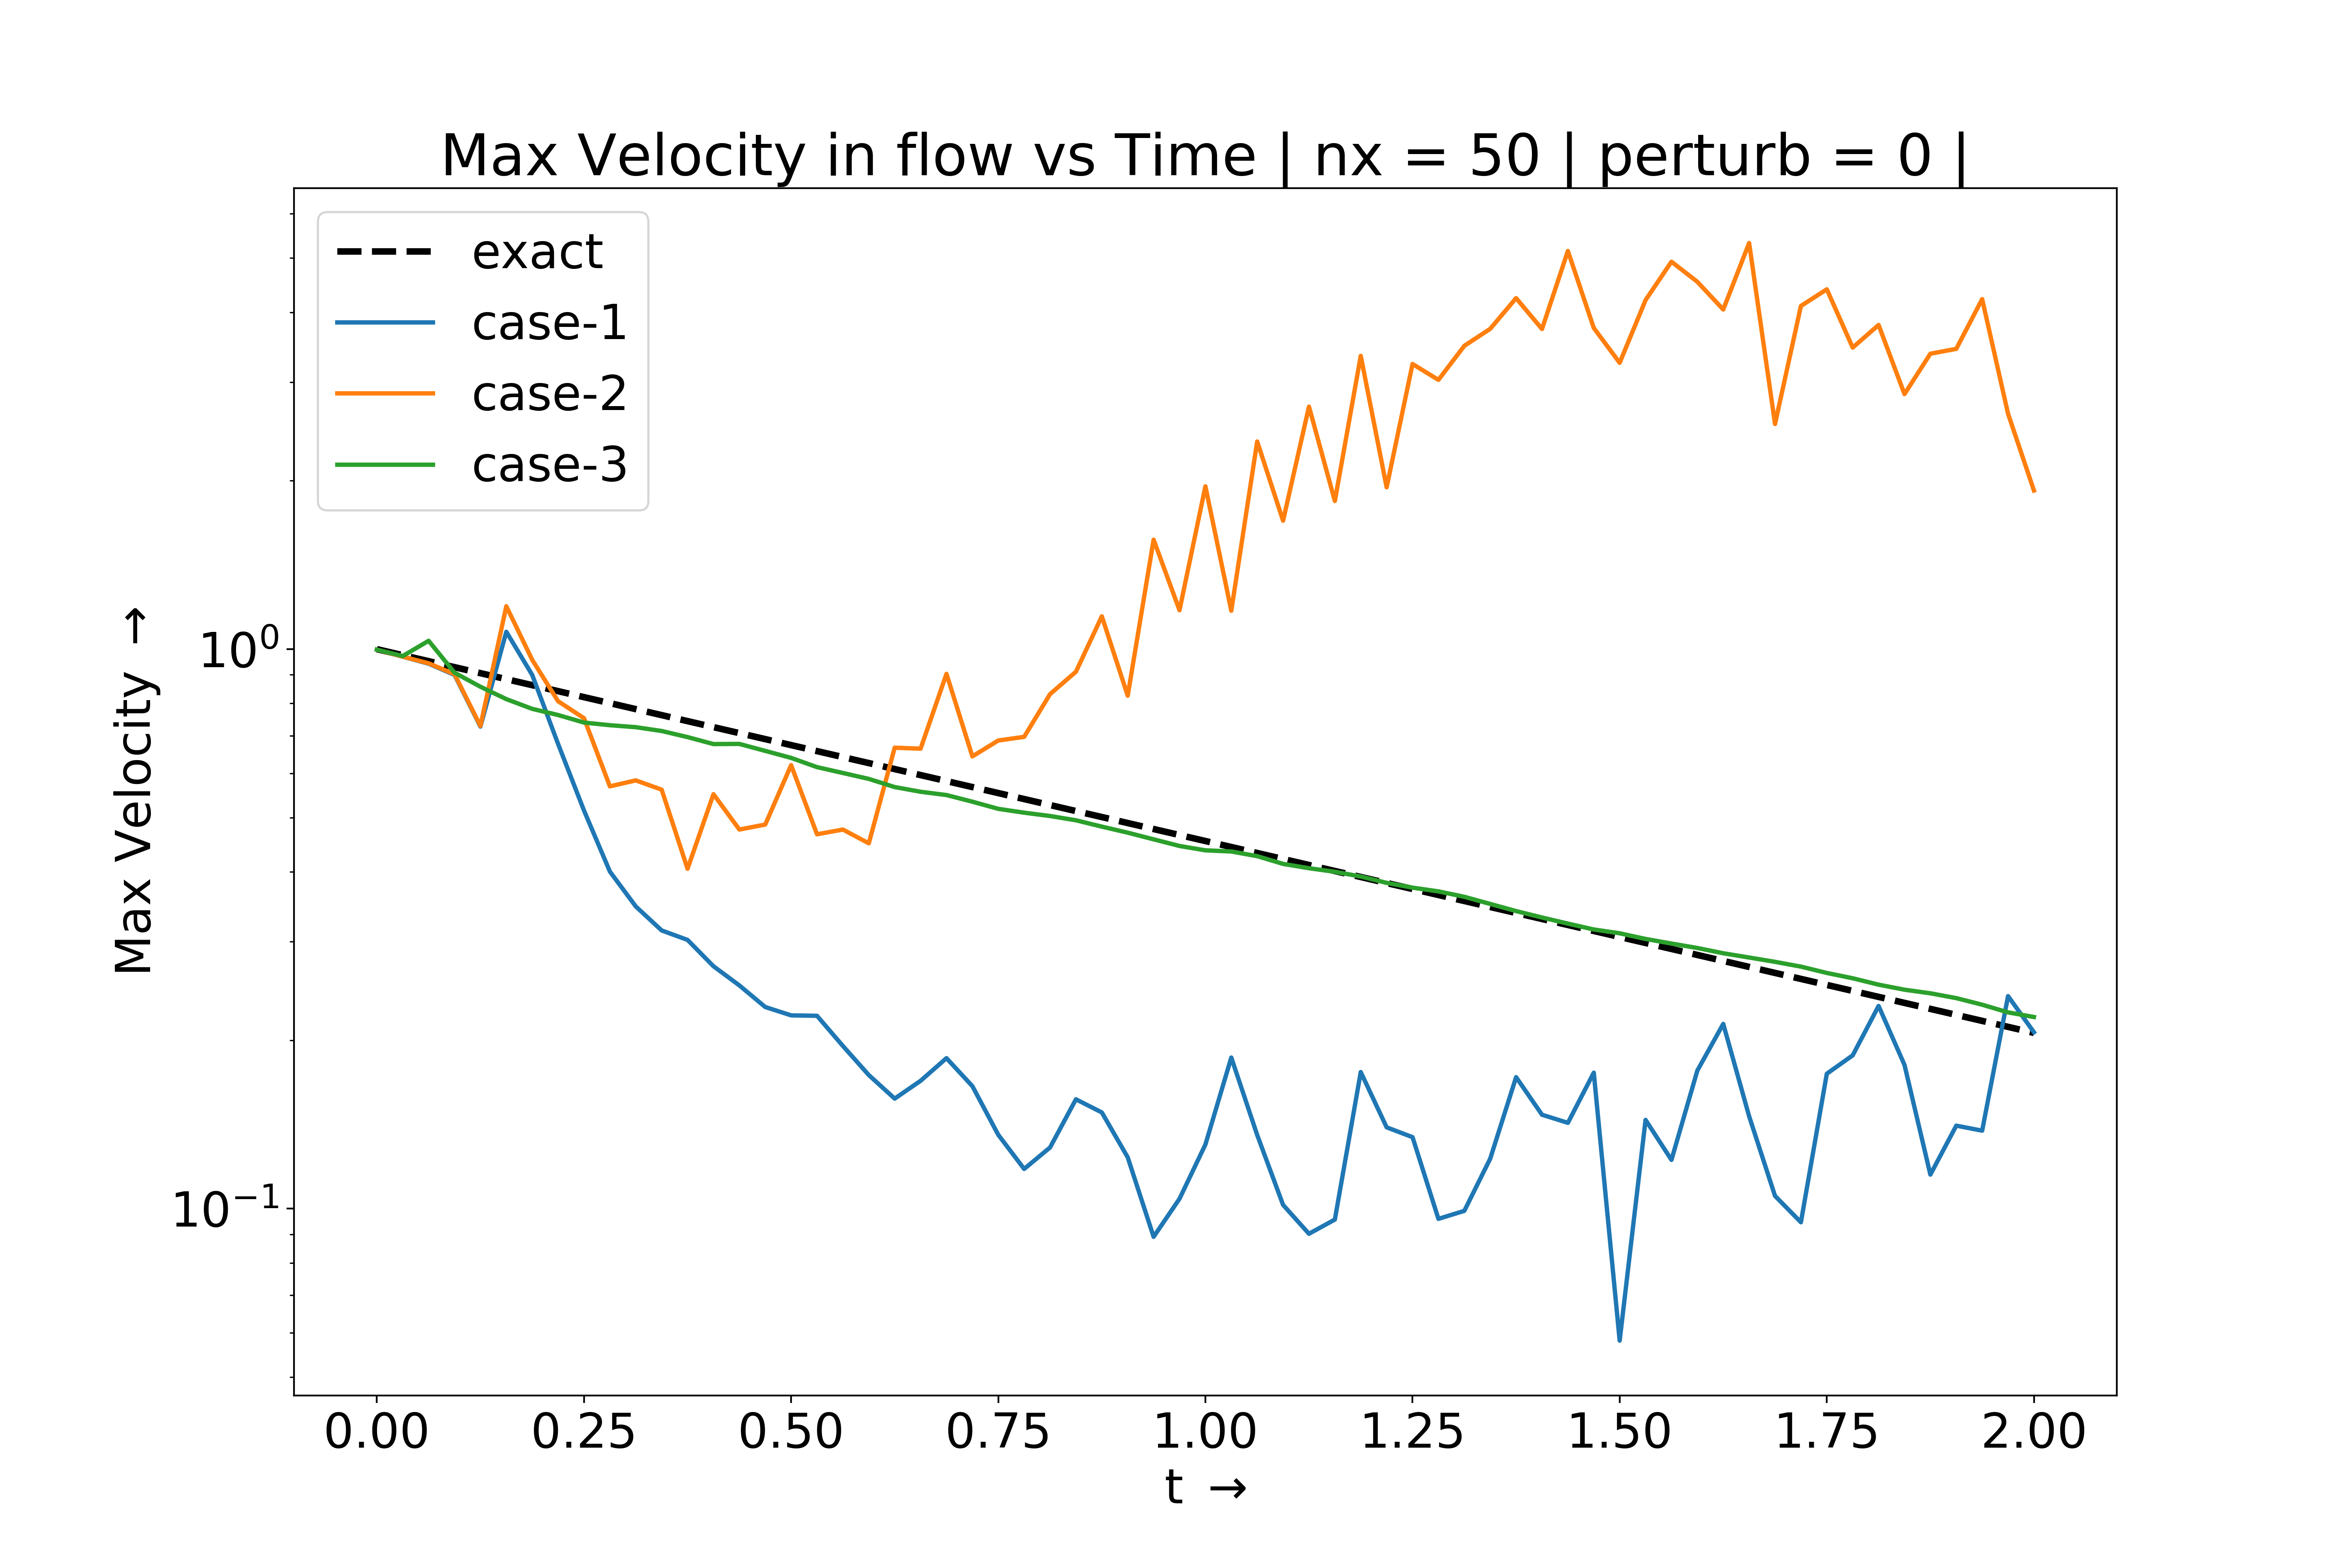 Max Velocity in flow vs Time | nx = 50 | perturb = 0 |
exact
case-1
case-2
case-3
Max Velocity →
10⁰
10⁻¹
0.00 0.25 0.50 0.75 1.00 1.25 1.50 1.75 2.00
t →